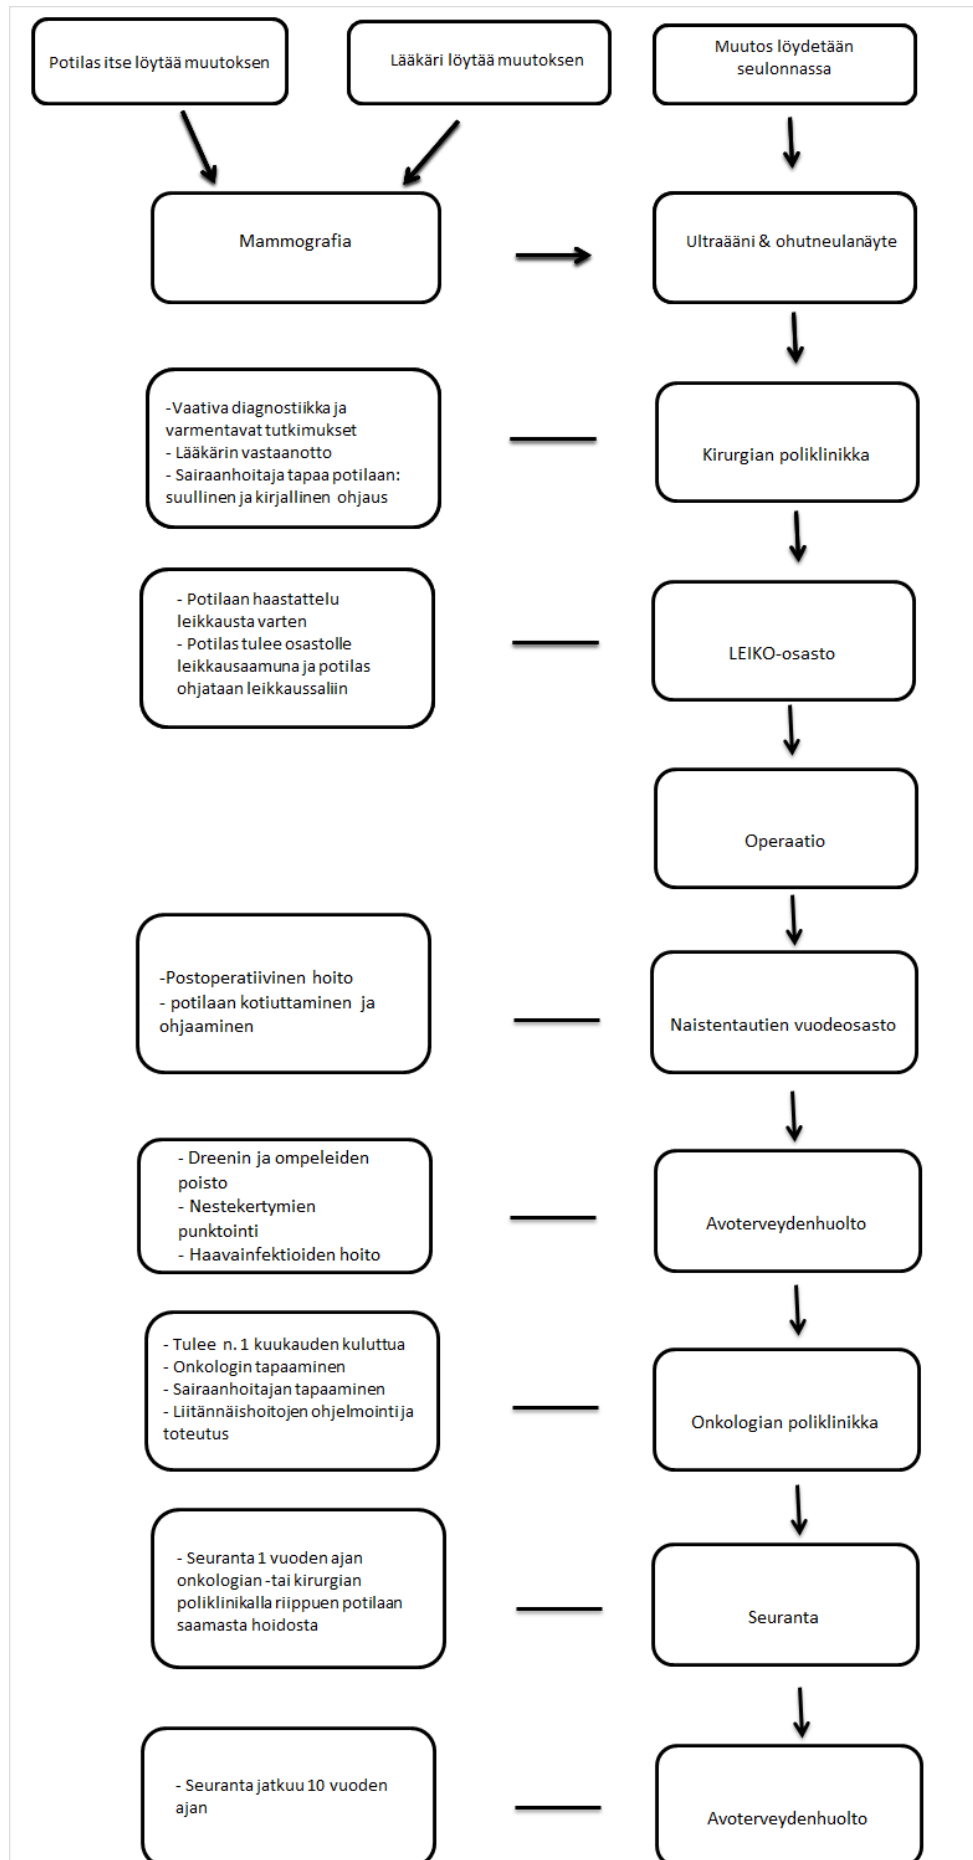 Potilas itse löytää muutoksen
Lääkäri löytää muutoksen
Muutos löydetään
seulonnassa
Mammografia
Ultraääni & ohutneulanäyte
-Vaativa diagnostiikka ja
varmentavat tutkimukset
- Lääkärin vastaanotto
- Sairaanhoitaja tapaa potilaan:
suullinen ja kirjallinen ohjaus
Kirurgian poliklinikka
- Potilaan haastattelu
leikkausta varten
- Potilas tulee osastolle
leikkausaamuna ja potilas
ohjataan leikkaussaliin
LEIKO-osasto
Operaatio
-Postoperatiivinen hoito
- potilaan kotiuttaminen ja
ohjaaminen
Naistentautien vuodeosasto
- Dreenin ja ompeleiden
poisto
- Nestekertymien
punktointi
- Haavainfektioiden hoito
Avoterveydenhuolto
- Tulee n. 1 kuukauden kuluttua
- Onkologin tapaaminen
- Sairaanhoitajan tapaaminen
- Liitännäishoitojen ohjelmointi ja
toteutus
Onkologian poliklinikka
- Seuranta 1 vuoden ajan
onkologian -tai kirurgian
poliklinikalla riippuen potilaan
saamasta hoidosta
Seuranta
- Seuranta jatkuu 10 vuoden
ajan
Avoterveydenhuolto